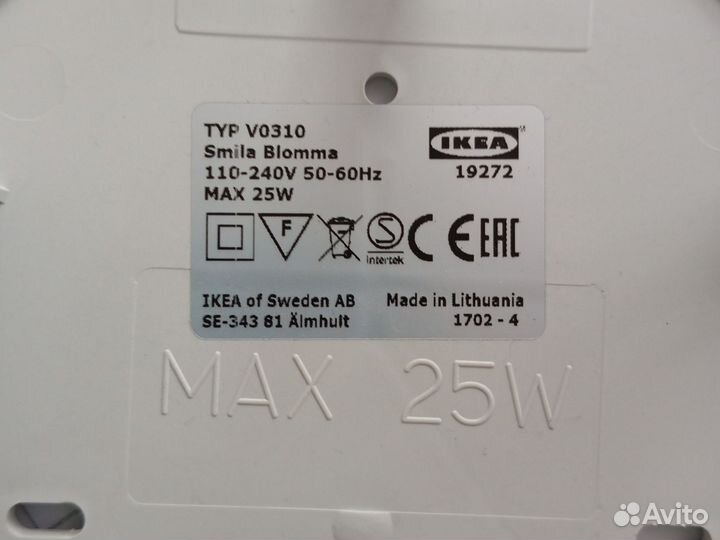 TYP V0310
Smila Blomma
110-240V 50-60Hz
MAX 25W
IKEA
19272
F
S
Intertek
CE
EAC
IKEA of Sweden AB
SE-343 81 Älmhult
Made in Lithuania
1702 - 4
MAX 25W
Avito